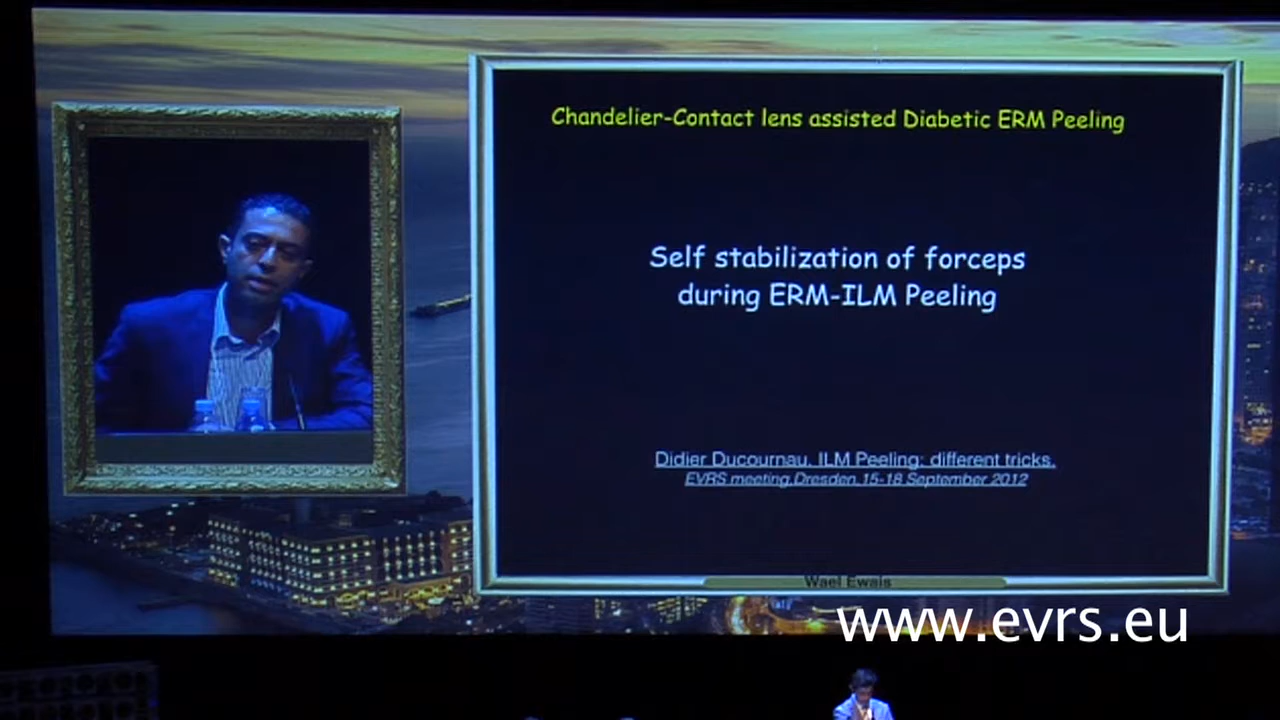 Chandelier-Contact lens assisted Diabetic ERM Peeling
Self stabilization of forceps
during ERM-ILM Peeling
Didier Ducournau. ILM Peeling: different tricks.
EVRS meeting,Dresden,15-18 September 2012
Wael Ewais
www.evrs.eu